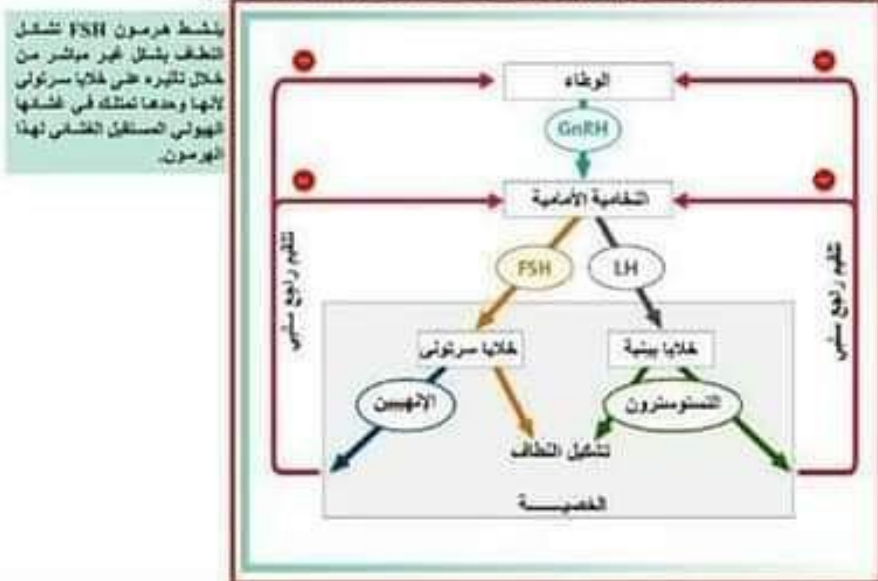 ينشط هرمون FSH تشكل
النطاف بشكل غير مباشر من
خلال تأثيره على خلايا سرتولي
لأنها وحدها تمتلك في غشائها
الهيولي المستقبل الغشائي لهذا
الهرمون.
الوطاء
GnRH
النخامية الأمامية
FSH
LH
تلقيم راجع سلبي
تلقيم راجع سلبي
خلايا سرتولي
خلايا بينية
الإنهيبين
التستوسترون
تشكيل النطاف
الخصيـــــة